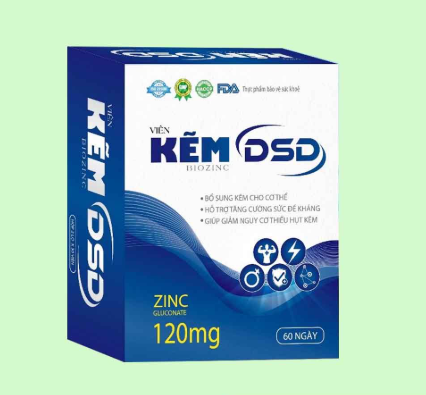 FDA Thực phẩm bảo vệ sức khoẻ
VIÊN
KẼM DSD
BIOZINC
• BỔ SUNG KẼM CHO CƠ THỂ
• HỖ TRỢ TĂNG CƯỜNG SỨC ĐỀ KHÁNG
• GIÚP GIẢM NGUY CƠ THIẾU HỤT KẼM
ZINC
GLUCONATE
120mg
60 NGÀY
VIÊN
KẼM DSD
BIOZINC